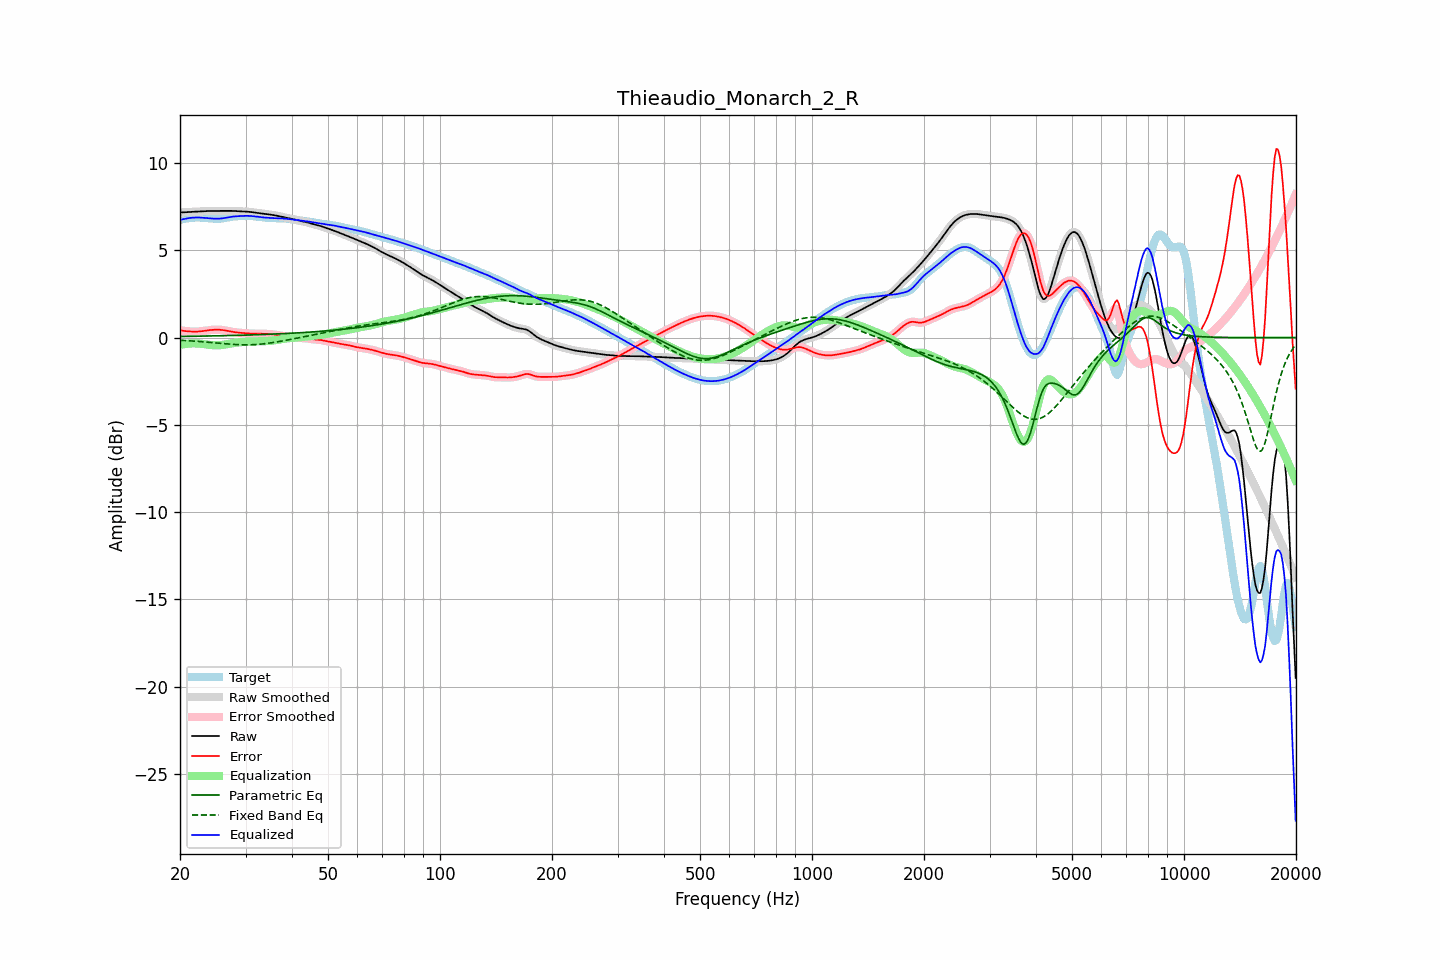 Thieaudio_Monarch_2_R
Amplitude (dBr)
10
5
0
−5
−10
−15
−20
−25
Target
Raw Smoothed
Error Smoothed
Raw
Error
Equalization
Parametric Eq
Fixed Band Eq
Equalized
20 50 100 200 500 1000 2000 5000 10000 20000
Frequency (Hz)